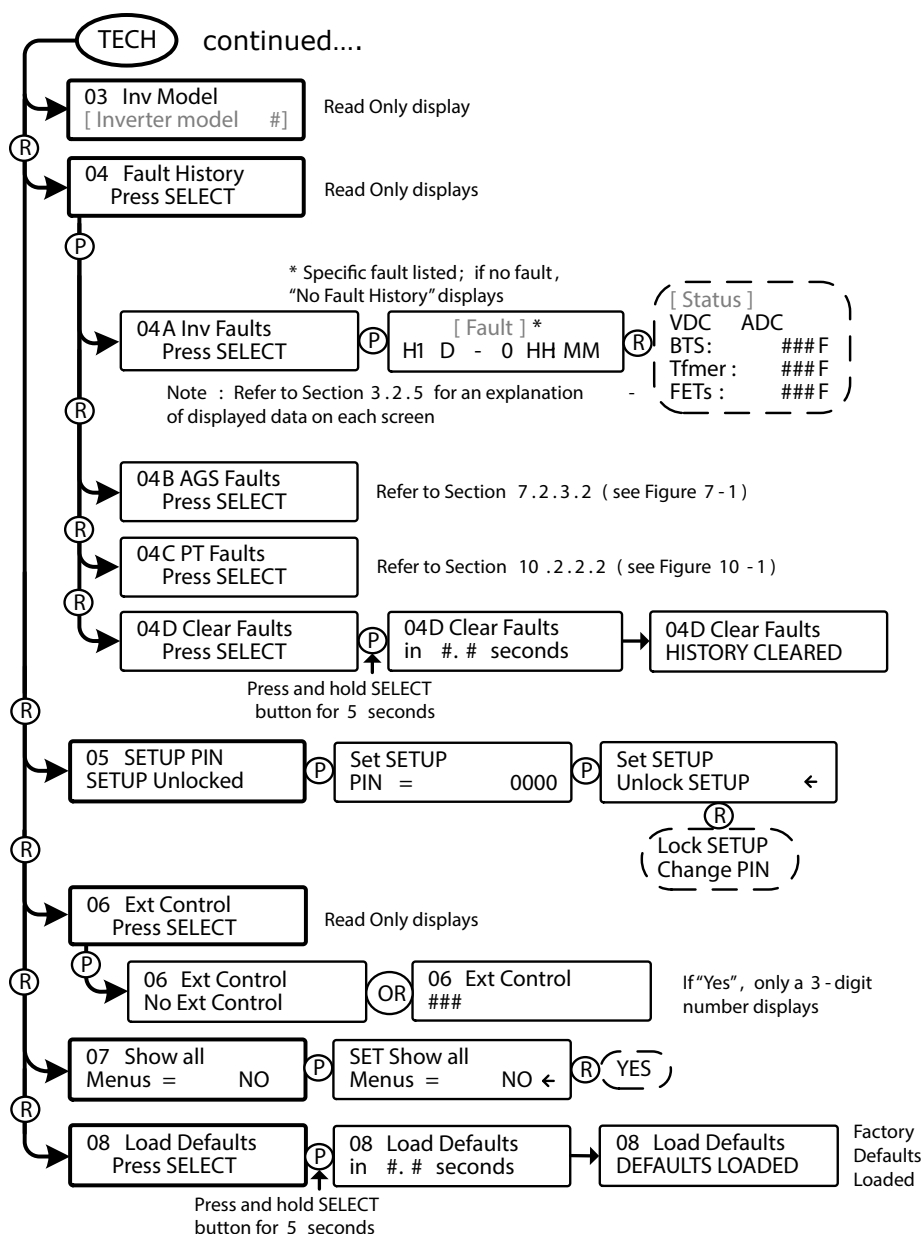 TECH continued....
03 Inv Model
[ Inverter model #]
Read Only display
R
04 Fault History
Press SELECT
Read Only displays
P
* Specific fault listed; if no fault,
“No Fault History” displays
04A Inv Faults
Press SELECT
P
[ Fault ] *
H1 D - 0 HH MM
R
[ Status ]
VDC ADC
BTS: ### F
Tfmer : ### F
FETs : ### F
Note : Refer to Section 3.2.5 for an explanation -
of displayed data on each screen
R
04B AGS Faults
Press SELECT
Refer to Section 7.2.3.2 ( see Figure 7-1 )
R
04C PT Faults
Press SELECT
Refer to Section 10 .2.2.2 ( see Figure 10 -1 )
R
04D Clear Faults
Press SELECT
P
04D Clear Faults
in #. # seconds
04D Clear Faults
HISTORY CLEARED
Press and hold SELECT
button for 5 seconds
R
05 SETUP PIN
SETUP Unlocked
P
Set SETUP
PIN = 0000
P
Set SETUP
Unlock SETUP ←
R
Lock SETUP
Change PIN
R
06 Ext Control
Press SELECT
Read Only displays
P
06 Ext Control
No Ext Control
OR
06 Ext Control
###
If “Yes”, only a 3 - digit
number displays
R
07 Show all
Menus = NO
P
SET Show all
Menus = NO ←
R
YES
R
08 Load Defaults
Press SELECT
P
08 Load Defaults
in #. # seconds
08 Load Defaults
DEFAULTS LOADED
Factory
Defaults
Loaded
Press and hold SELECT
button for 5 seconds